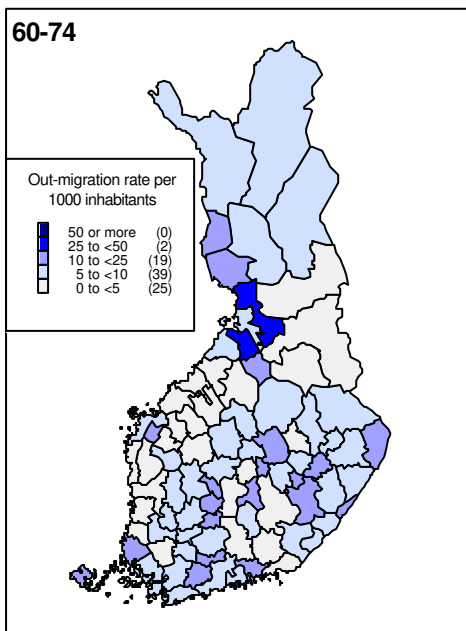 60-74
Out-migration rate per
1000 inhabitants
50 or more (0)
25 to <50 (2)
10 to <25 (19)
5 to <10 (39)
0 to <5 (25)